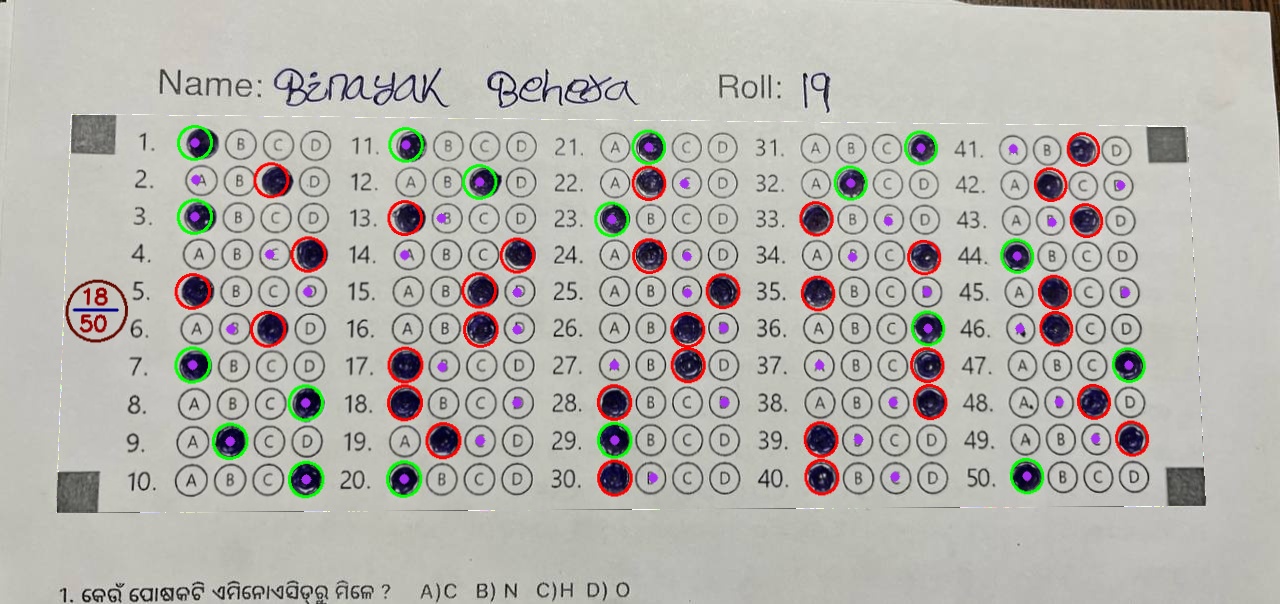 Name: Binayak Behera Roll: 19
1. B C D 11. B C D 21. A C D 31. A B C 41. A B D
2. A B D 12. A B D 22. A C D 32. A C D 42. A C D
3. B C D 13. B C D 23. B C D 33. B C D 43. A B D
4. A B C 14. A B C 24. A C D 34. A B C 44. B C D
18
50
5. B C D 15. A B D 25. A B C 35. B C D 45. A C D
6. A B D 16. A B D 26. A B D 36. A B C 46. A C D
7. B C D 17. B C D 27. A B D 37. A B C 47. A B C
8. A B C 18. B C D 28. B C D 38. A B C 48. A B D
9. A C D 19. A C D 29. B C D 39. B C D 49. A B C
10. A B C 20. B C D 30. B C D 40. B C D 50. B C D
1. କେଉଁ ପୋଷକଟି ଏମିନୋଏସିଡ୍‌ରୁ ମିଳେ ? A)C B) N C)H D) O